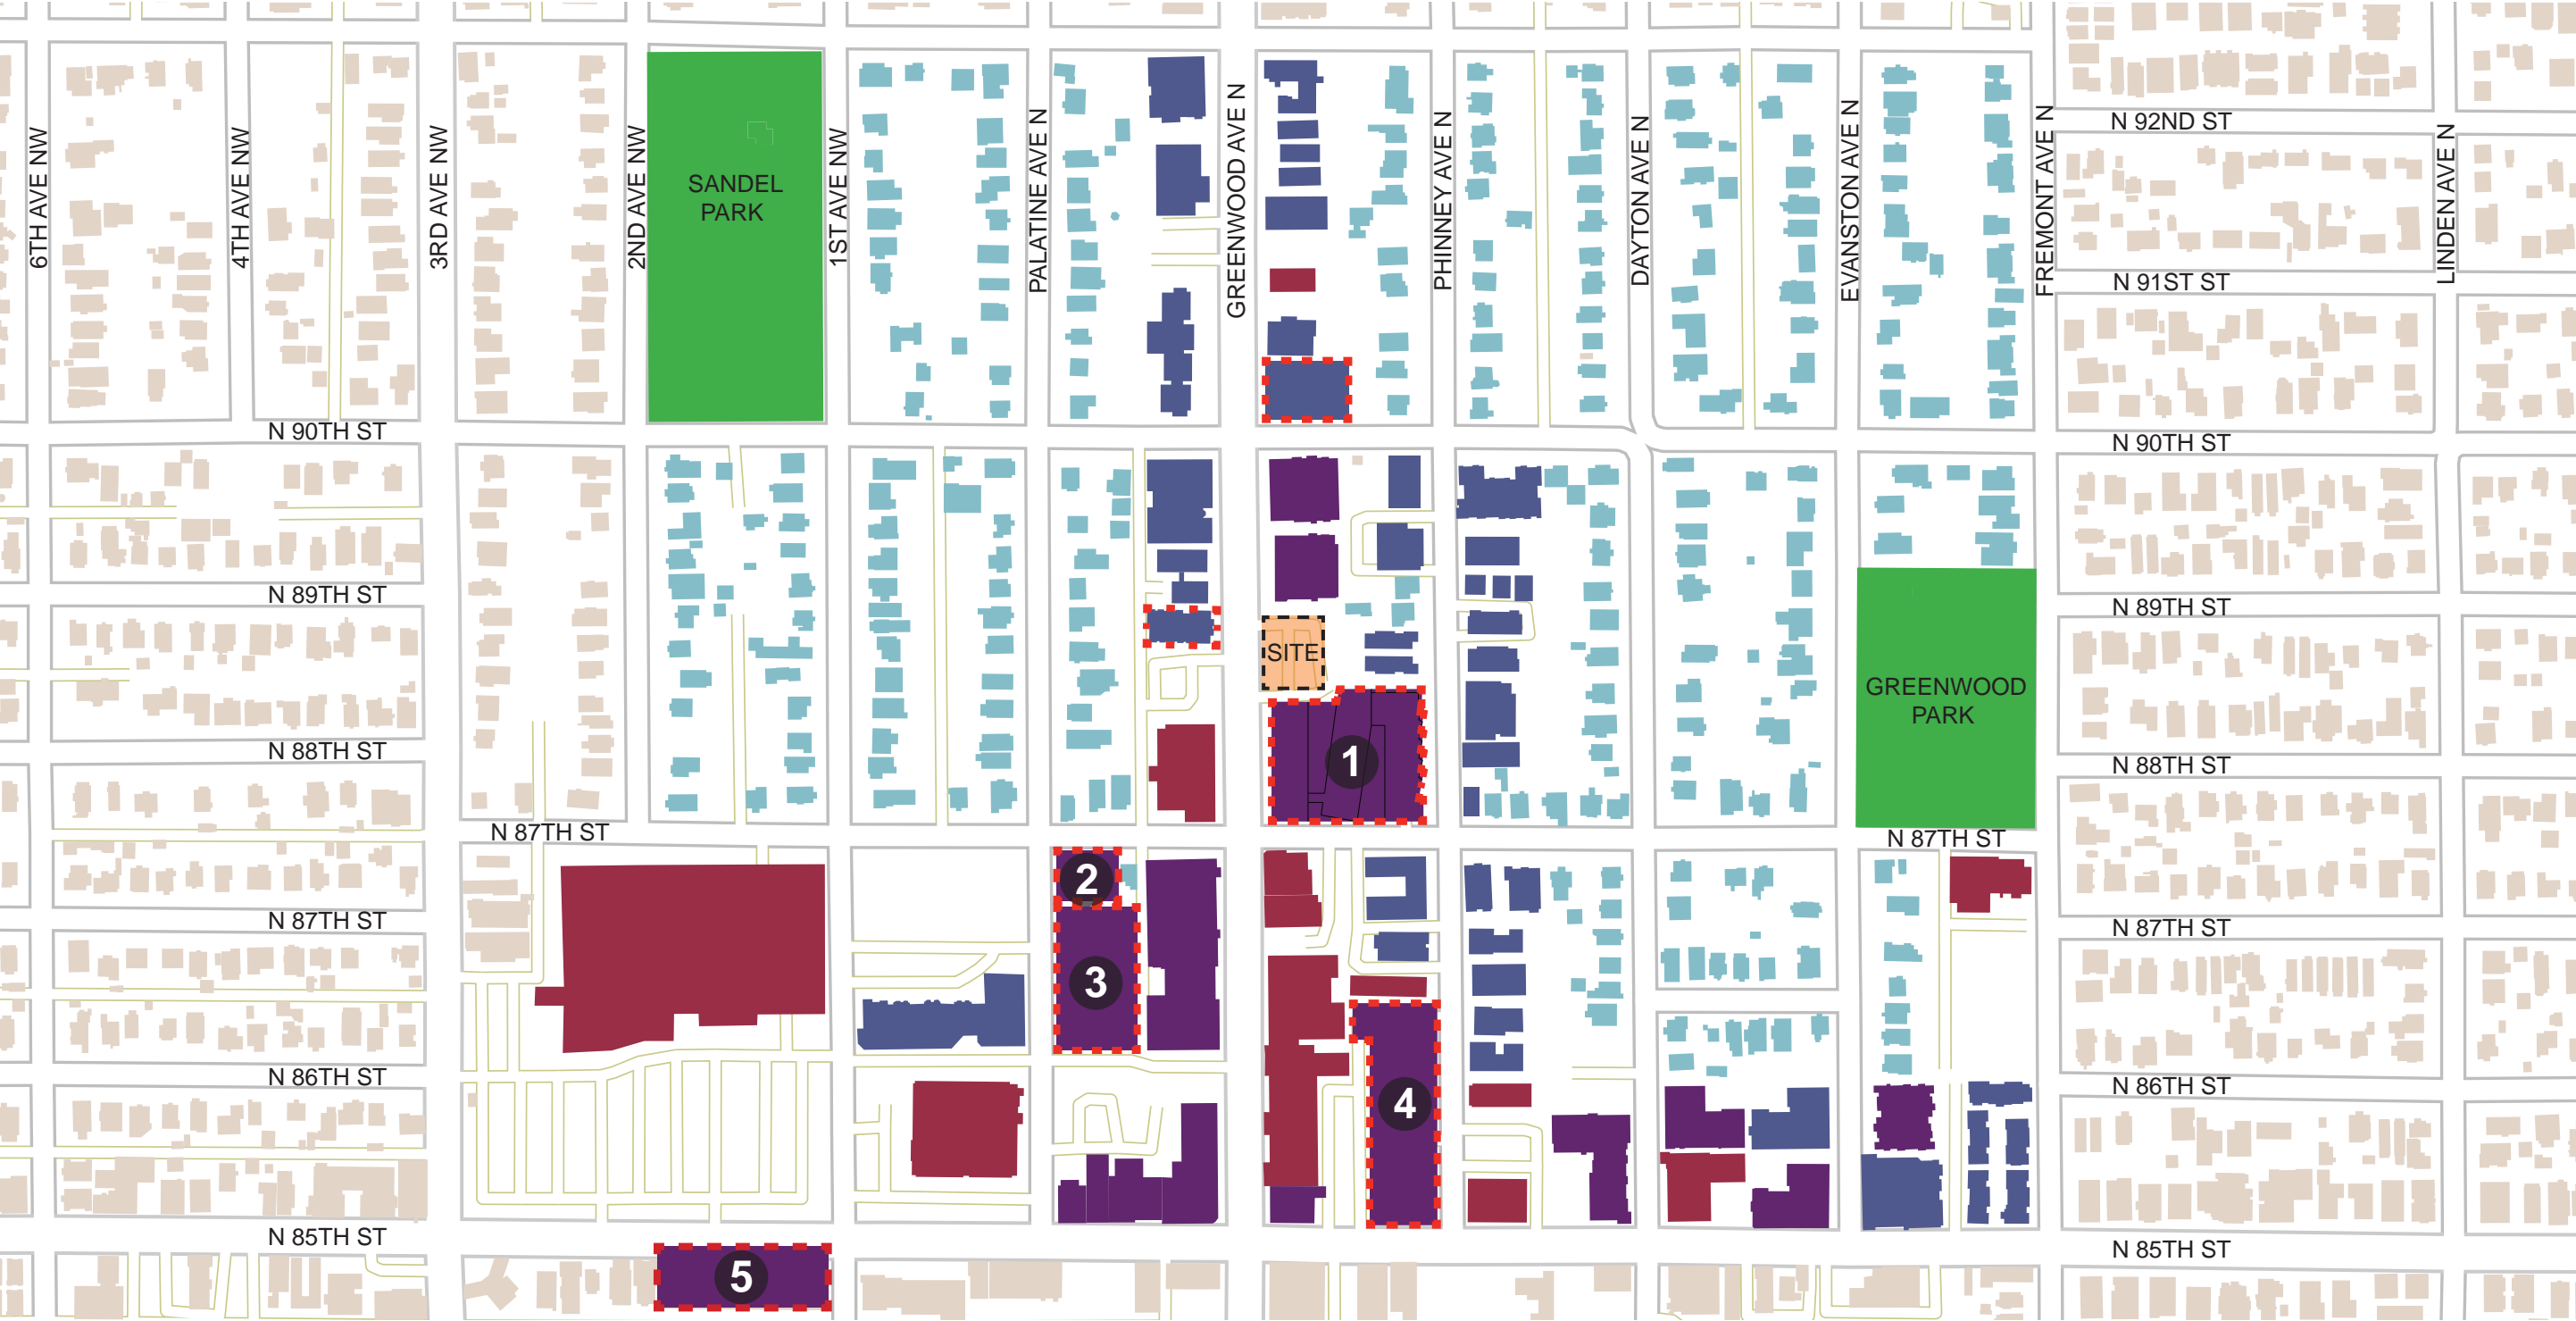 6TH AVE NW
4TH AVE NW
3RD AVE NW
2ND AVE NW
SANDEL
PARK
1ST AVE NW
PALATINE AVE N
GREENWOOD AVE N
PHINNEY AVE N
DAYTON AVE N
EVANSTON AVE N
FREMONT AVE N
LINDEN AVE N
N 92ND ST
N 91ST ST
N 90TH ST
N 90TH ST
N 89TH ST
N 89TH ST
SITE
GREENWOOD
PARK
N 88TH ST
N 88TH ST
1
N 87TH ST
N 87TH ST
2
N 87TH ST
N 87TH ST
3
N 86TH ST
N 86TH ST
4
N 85TH ST
N 85TH ST
5